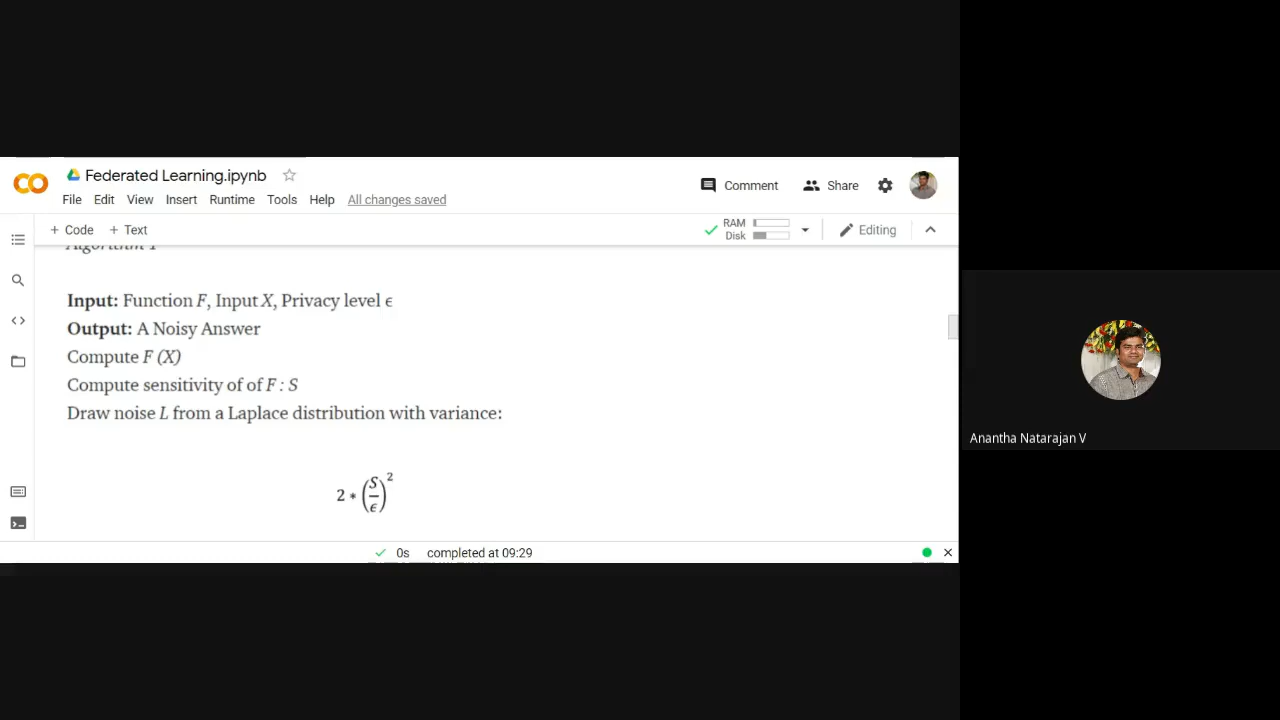 Federated Learning.ipynb
File Edit View Insert Runtime Tools Help All changes saved
Comment Share
+ Code + Text
RAM
Disk
Editing
Algorithm 1
Input: Function F, Input X, Privacy level ϵ
Output: A Noisy Answer
Compute F (X)
Compute sensitivity of of F : S
Draw noise L from a Laplace distribution with variance:
2 * (S/ϵ)²
0s completed at 09:29
Anantha Natarajan V